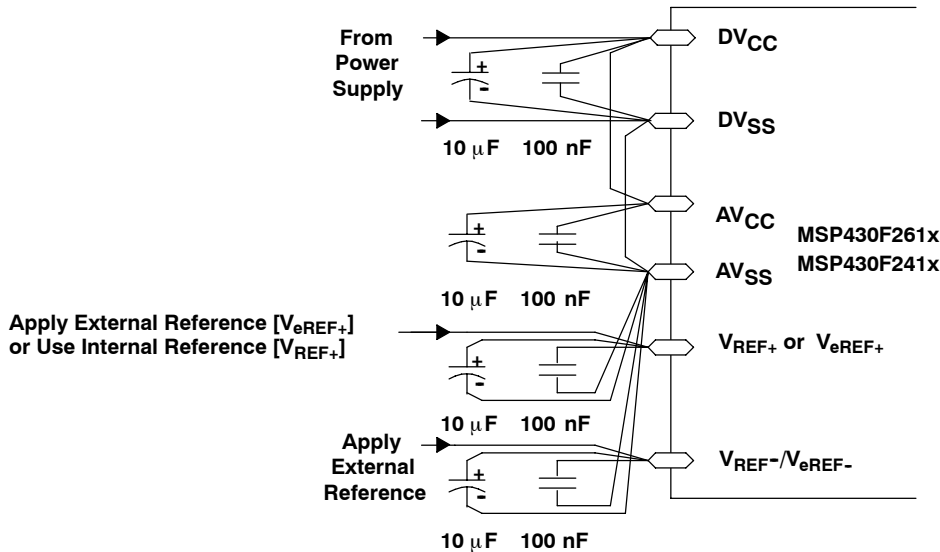 From
Power
Supply
+
-
10 μF 100 nF
DVCC
DVSS
+
-
10 μF 100 nF
AVCC
AVSS
MSP430F261x
MSP430F241x
Apply External Reference [VeREF+]
or Use Internal Reference [VREF+]
+
-
10 μF 100 nF
VREF+ or VeREF+
Apply
External
Reference
+
-
10 μF 100 nF
VREF-/VeREF-